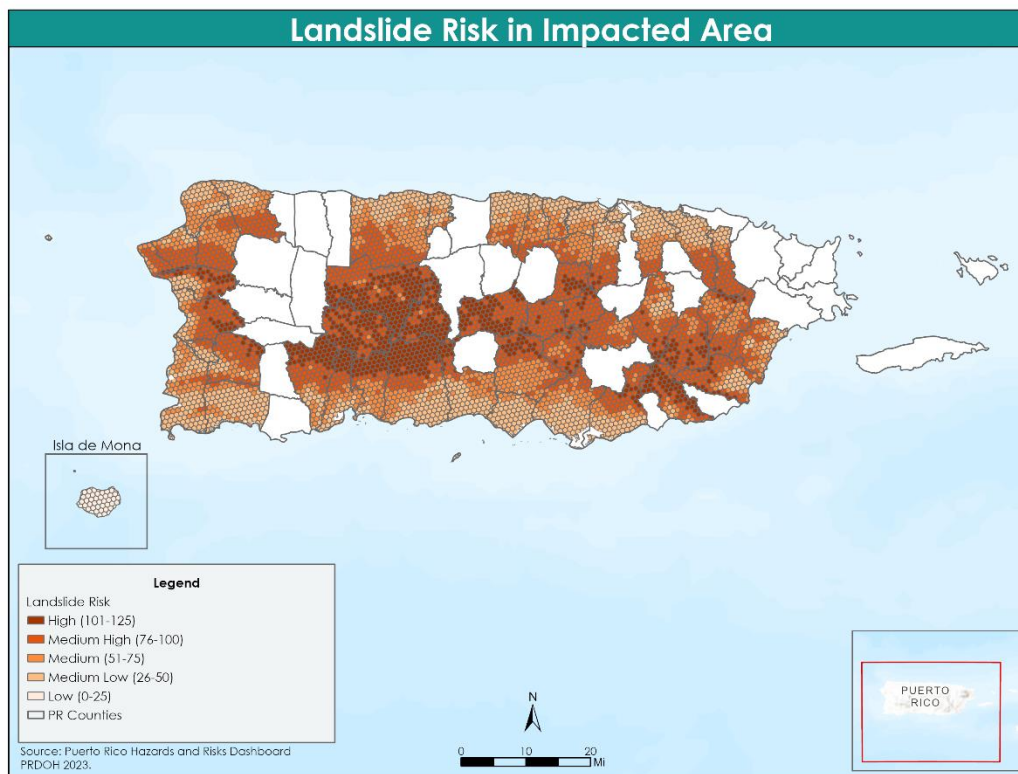 Landslide Risk in Impacted Area
Isla de Mona
Legend
Landslide Risk
High (101-125)
Medium High (76-100)
Medium (51-75)
Medium Low (26-50)
Low (0-25)
PR Counties
Source: Puerto Rico Hazards and Risks Dashboard
PRDOH 2023.
N
0 10 20
Mi
PUERTO
RICO